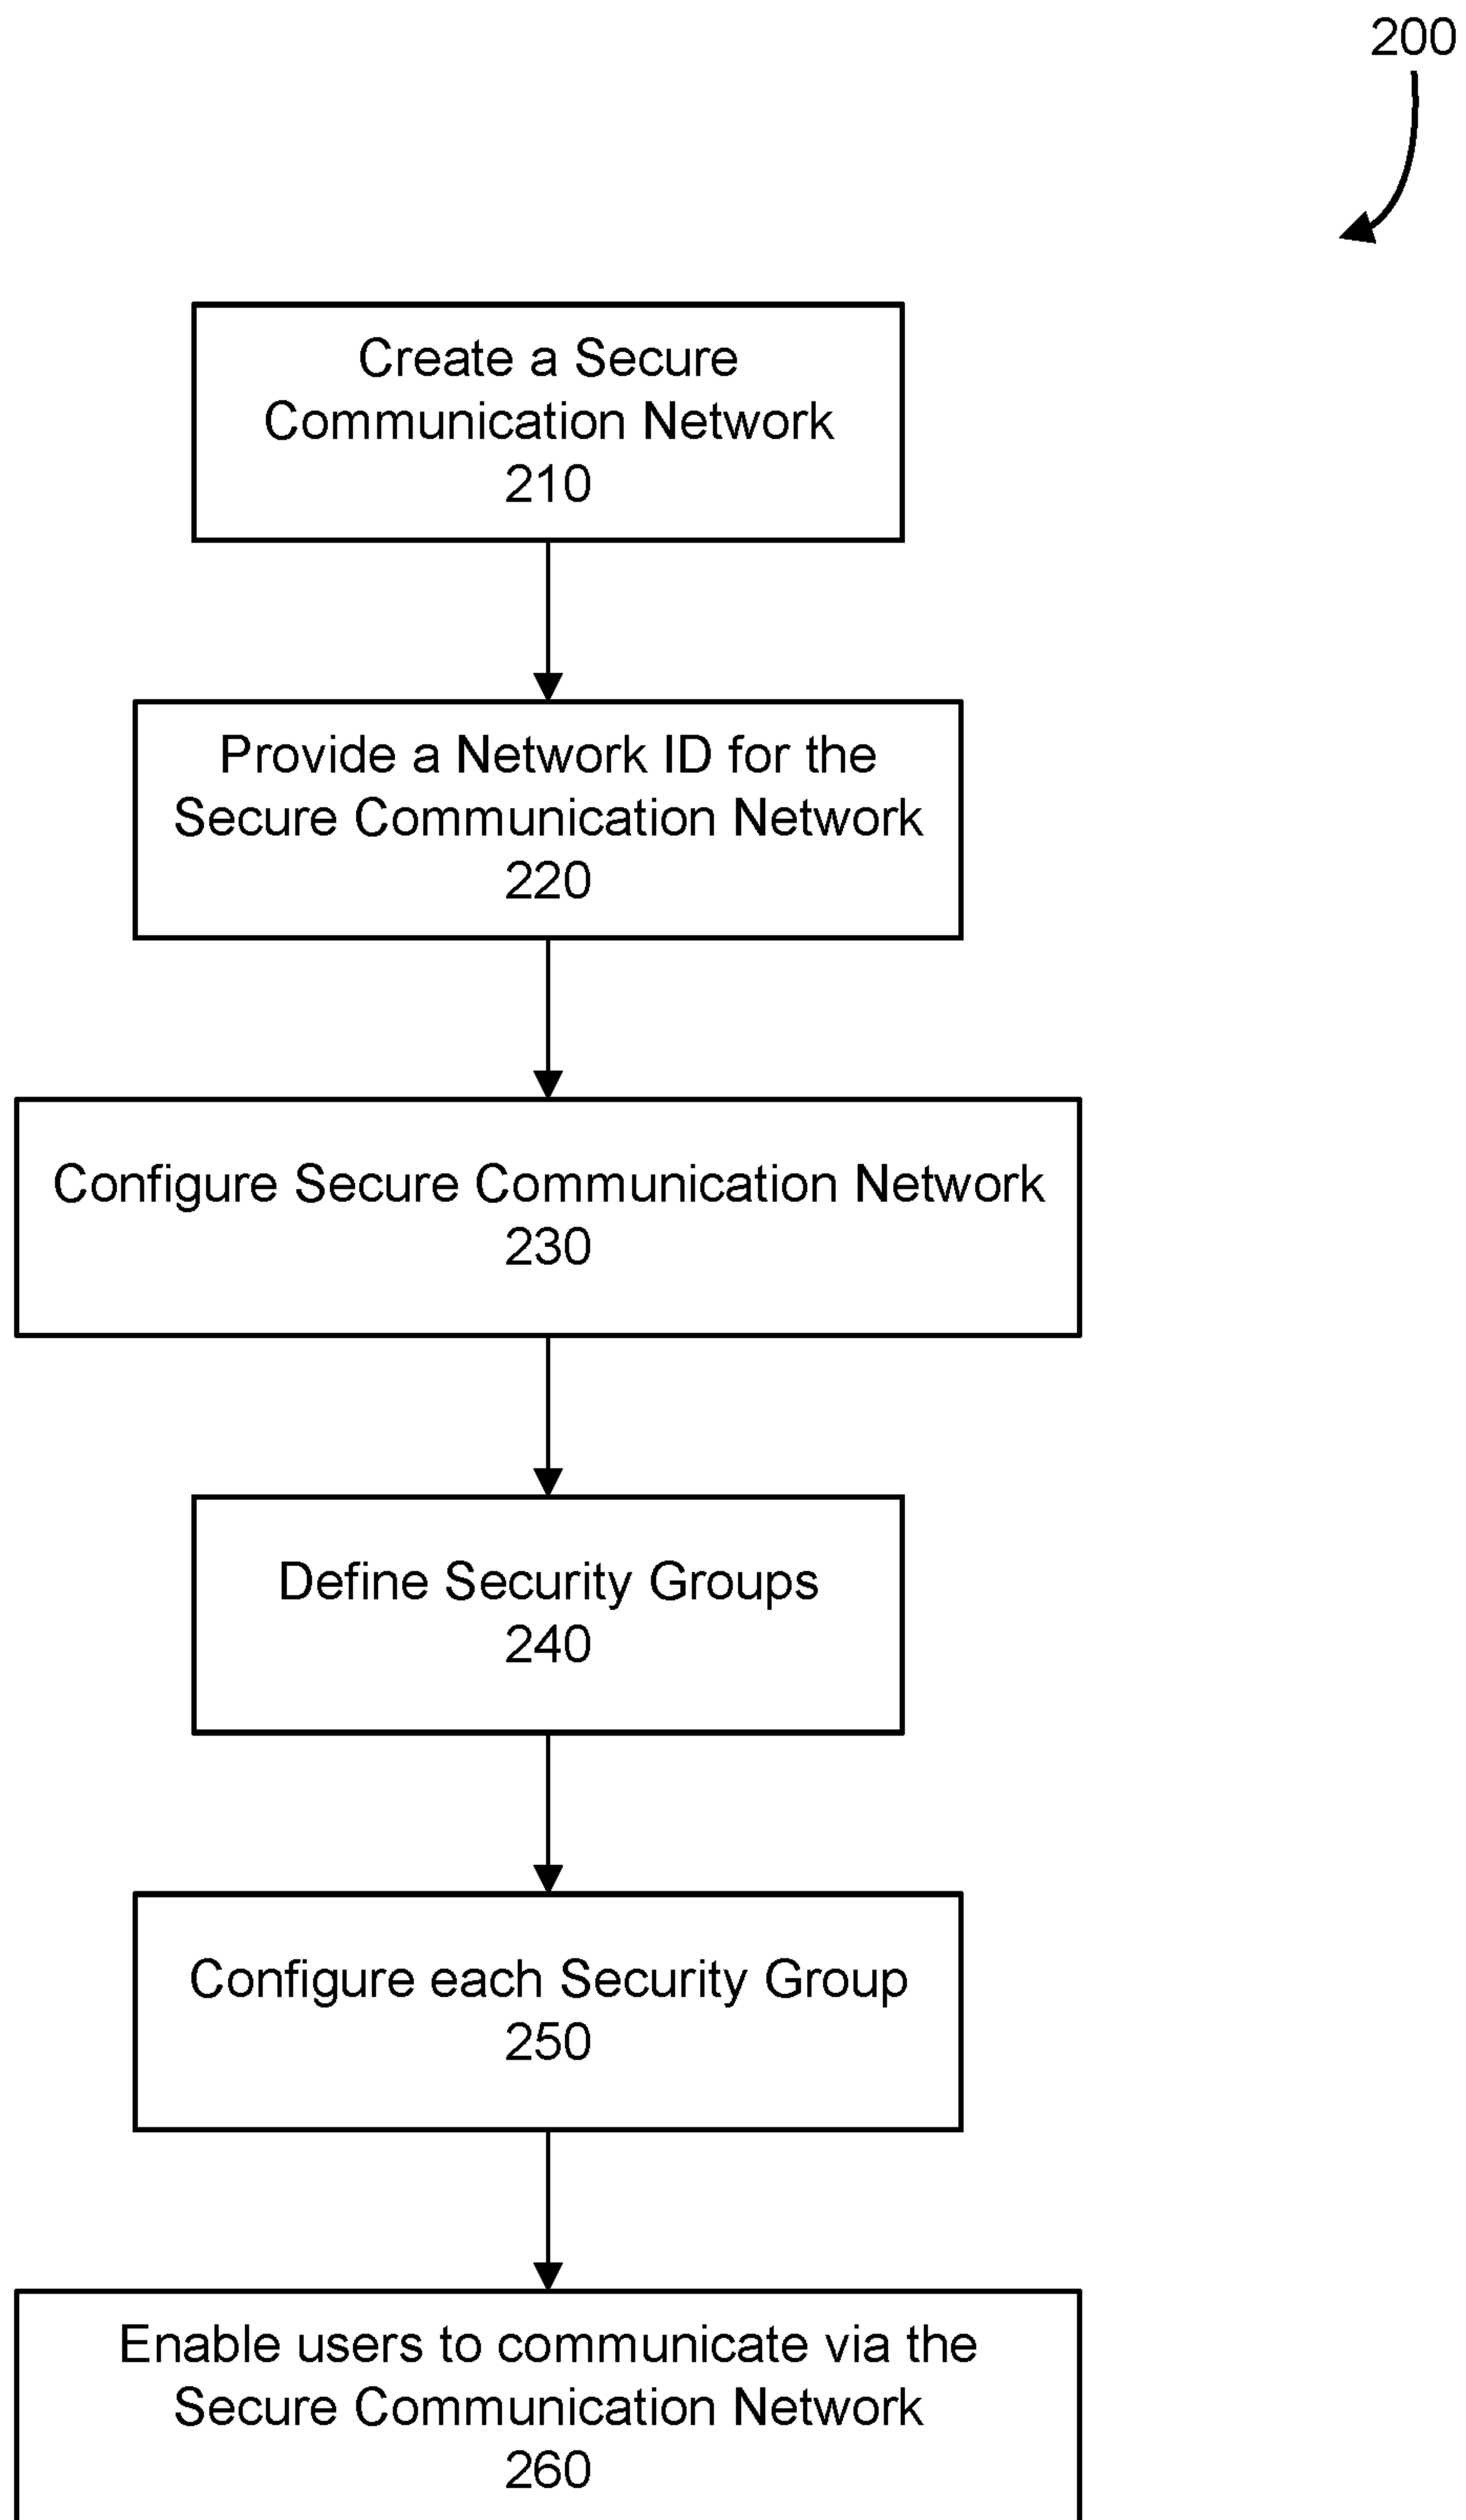 200
Create a Secure
Communication Network
210
Provide a Network ID for the
Secure Communication Network
220
Configure Secure Communication Network
230
Define Security Groups
240
Configure each Security Group
250
Enable users to communicate via the
Secure Communication Network
260